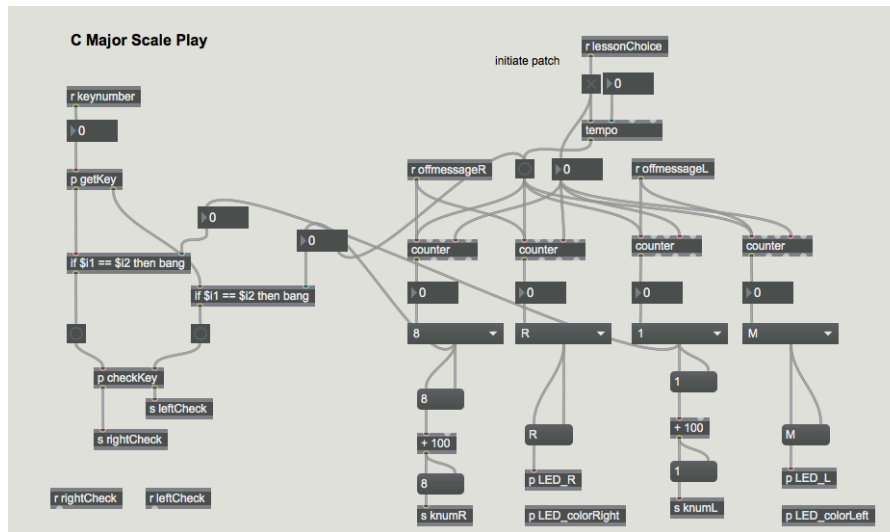 C Major Scale Play
r lessonChoice
initiate patch
0
r keynumber
0
tempo
r offmessageR
0
r offmessageL
p getKey
0
0
counter
counter
counter
counter
if $i1 == $i2 then bang
if $i1 == $i2 then bang
0
0
0
0
8
R
1
M
p checkKey
8
1
s leftCheck
+ 100
R
+ 100
M
s rightCheck
8
p LED_R
1
p LED_L
r rightCheck
r leftCheck
s knumR
p LED_colorRight
s knumL
p LED_colorLeft